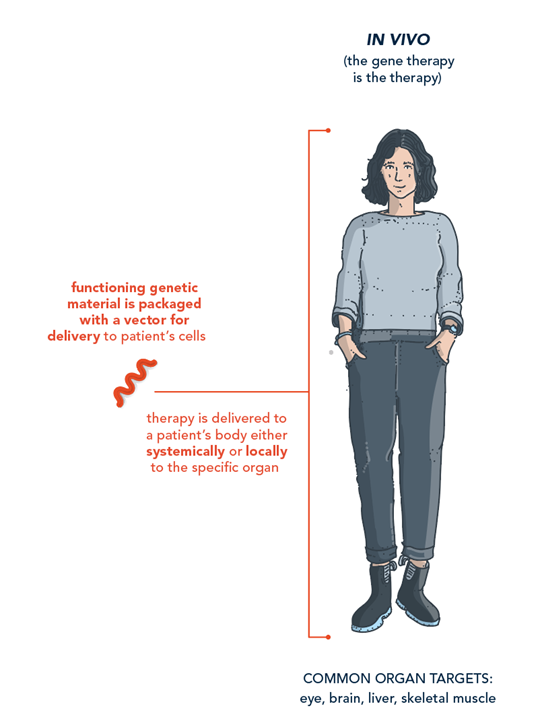 IN VIVO
(the gene therapy
is the therapy)
functioning genetic
material is packaged
with a vector for
delivery to patient's cells
therapy is delivered to
a patient's body either
systemically or locally
to the specific organ
COMMON ORGAN TARGETS:
eye, brain, liver, skeletal muscle